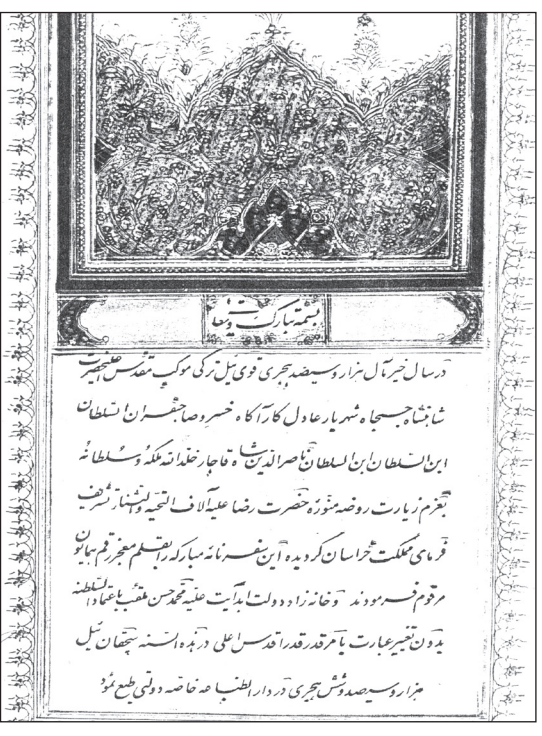 بسمه تبارک و تعالی
در سال خیر مآل هزار و سیصد هجری قوی ئیل ترکی موکب مقدس اعلیحضرت
شاهنشاه جمجاه شهریار عادل کارآگاه خسرو صاحبقران السلطان
ابن السلطان ابن السلطان ناصرالدین شاه قاجار خلدالله ملکه و سلطانه
بعزم زیارت روضه منوره حضرت رضا علیه آلاف التحیه والثناء تشریف
فرمای مملکت خراسان گردیده این سفرنامه مبارکه را بقلم معجز رقم همایون
مرقوم فرمودند و خانه زاد دولت ابدآیت علیه محمد حسن ملقب باعتمادالسلطنه
بدون تغییر عبارت بامر قدر قدر اقدس اعلی در هذه السنه سیچقان ئیل
هزار و سیصد و شش هجری در دارالطباعه خاصه دولتی طبع نمود